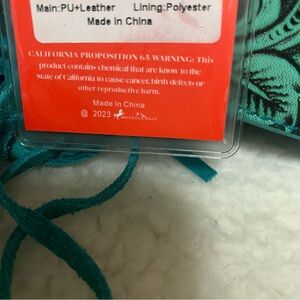 Main:PU+Leather Lining:Polyester
Made in China
CALIFORNIA PROPOSITION 65 WARNING: This
product contains chemical that are know to the
State of California to cause cancer, birth defects or
other reproductive harm.
Made In China
© 2023